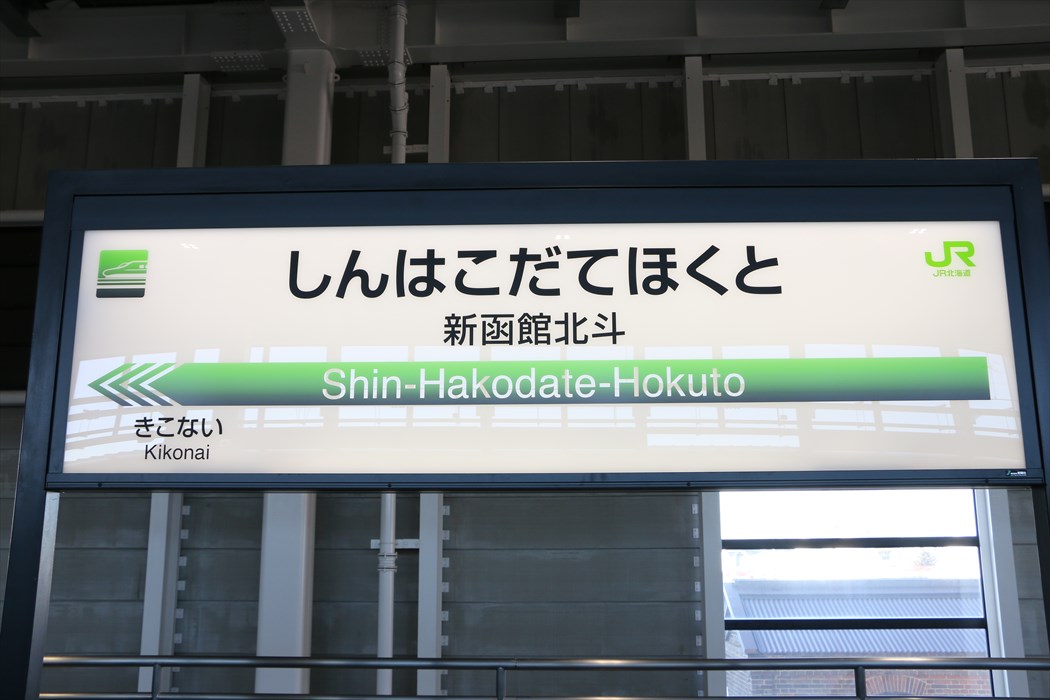 しんはこだてほくと
JR
JR北海道
新函館北斗
Shin-Hakodate-Hokuto
きこない
Kikonai